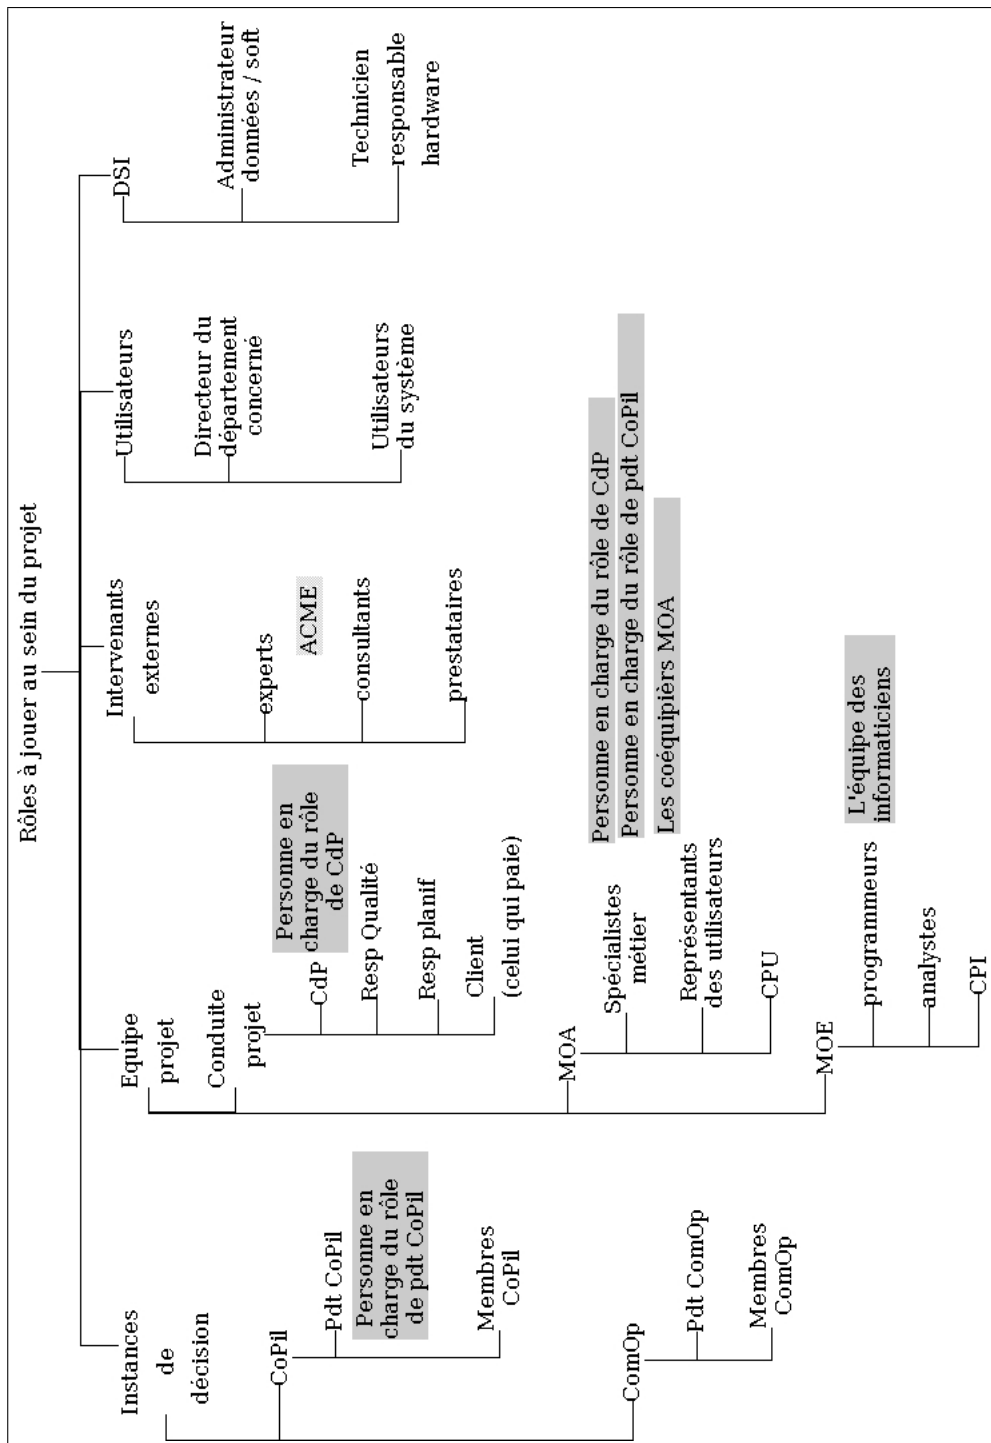 Rôles à jouer au sein du projet
Instances
de
décision
CoPil
Pdt CoPil
Personne en
charge du rôle
de pdt CoPil
Membres
CoPil
ComOp
Pdt ComOp
Membres
ComOp
Equipe
projet
Conduite
projet
CdP
Personne en
charge du rôle
de CdP
Resp Qualité
Resp planif
Client
(celui qui paie)
MOA
Spécialistes
métier
Personne en charge du rôle de CdP
Personne en charge du rôle de pdt CoPil
Représentants
des utilisateurs
Les coéquipièrs MOA
CPU
MOE
programmeurs
L'équipe des
informaticiens
analystes
CPI
Intervenants
externes
experts
ACME
consultants
prestataires
Utilisateurs
Directeur du
département
concerné
Utilisateurs
du système
DSI
Administrateur
données / soft
Technicien
responsable
hardware